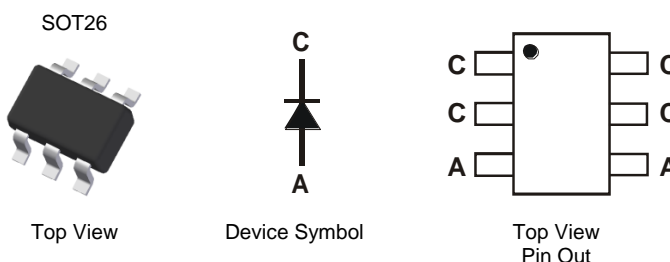 SOT26
C
A
C C
C C
A A
Top View
Device Symbol
Top View
Pin Out